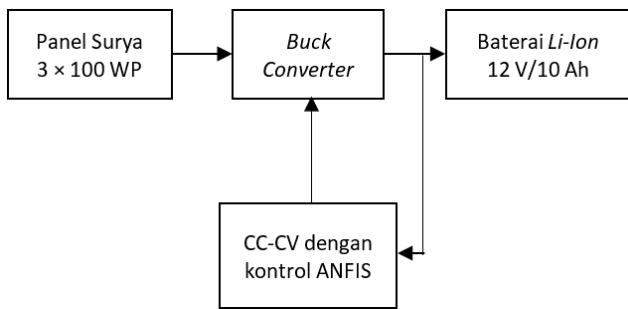 Panel Surya
3 × 100 WP
Buck
Converter
Baterai Li-Ion
12 V/10 Ah
CC-CV dengan
kontrol ANFIS